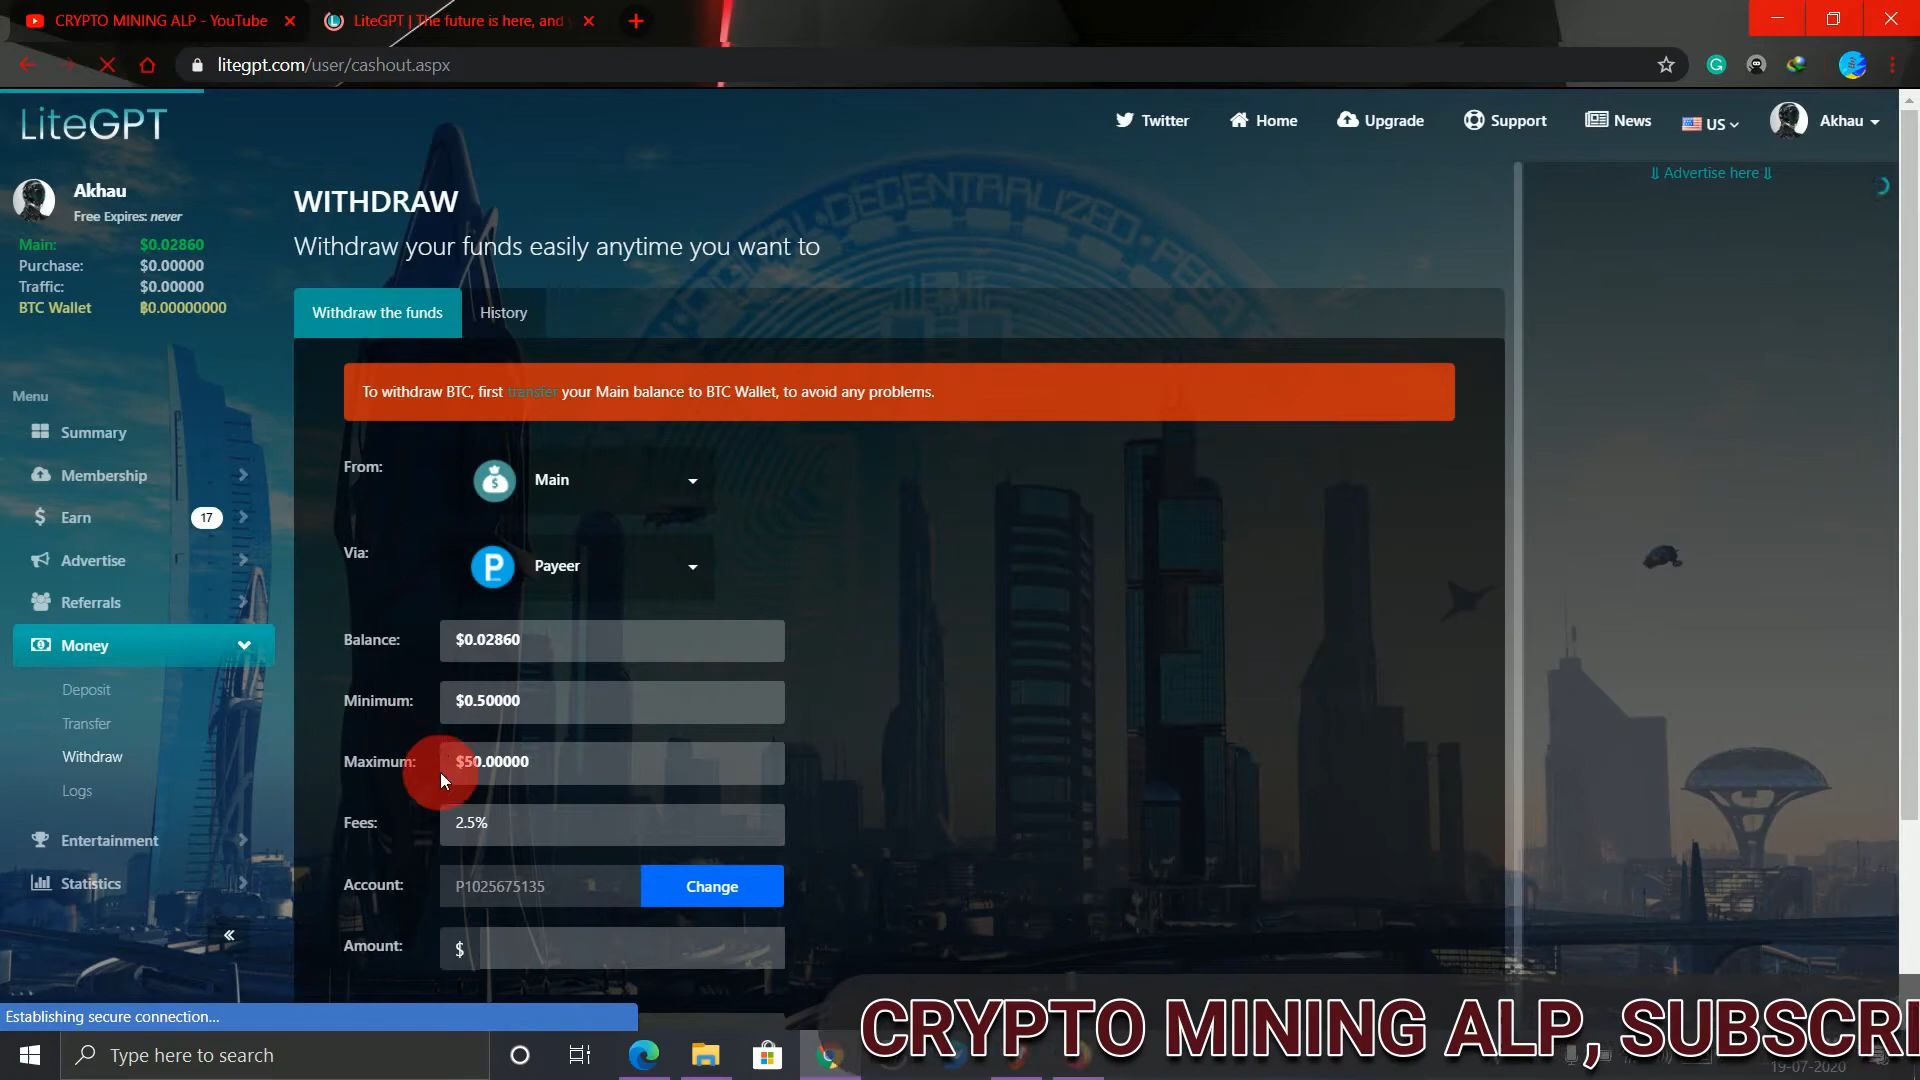 CRYPTO MINING ALP - YouTube
LiteGPT | The future is here, and
litegpt.com/user/cashout.aspx
LiteGPT
Twitter
Home
Upgrade
Support
News
US
Akhau
Akhau
Free Expires: never
Main: $0.02860
Purchase: $0.00000
Traffic: $0.00000
BTC Wallet ฿0.00000000
WITHDRAW
Withdraw your funds easily anytime you want to
⇓ Advertise here ⇓
DECENTRALIZED
Withdraw the funds
History
To withdraw BTC, first transfer your Main balance to BTC Wallet, to avoid any problems.
Menu
Summary
Membership
Earn 17
Advertise
Referrals
Money
Deposit
Transfer
Withdraw
Logs
Entertainment
Statistics
«
From: Main
Via: P Payeer
Balance: $0.02860
Minimum: $0.50000
Maximum: $50.00000
Fees: 2.5%
Account: P1025675135 Change
Amount: $
Establishing secure connection...
CRYPTO MINING ALP, SUBSCRI
Type here to search
19-07-2020